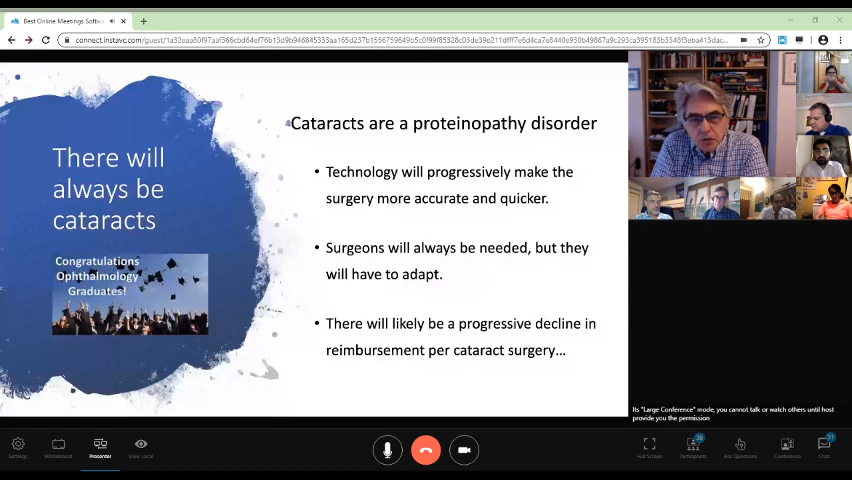 Best Online Meetings Softw
connect.instavc.com/guest/
There will
always be
cataracts
Congratulations
Ophthalmology
Graduates!
Cataracts are a proteinopathy disorder
• Technology will progressively make the
surgery more accurate and quicker.
• Surgeons will always be needed, but they
will have to adapt.
• There will likely be a progressive decline in
reimbursement per cataract surgery…
Its "Large Conference" mode, you cannot talk or watch others until host
provide you the permission
Settings
Whiteboard
Presenter
View Local
Full Screen
Participants
Ask Questions
Conference
Chat